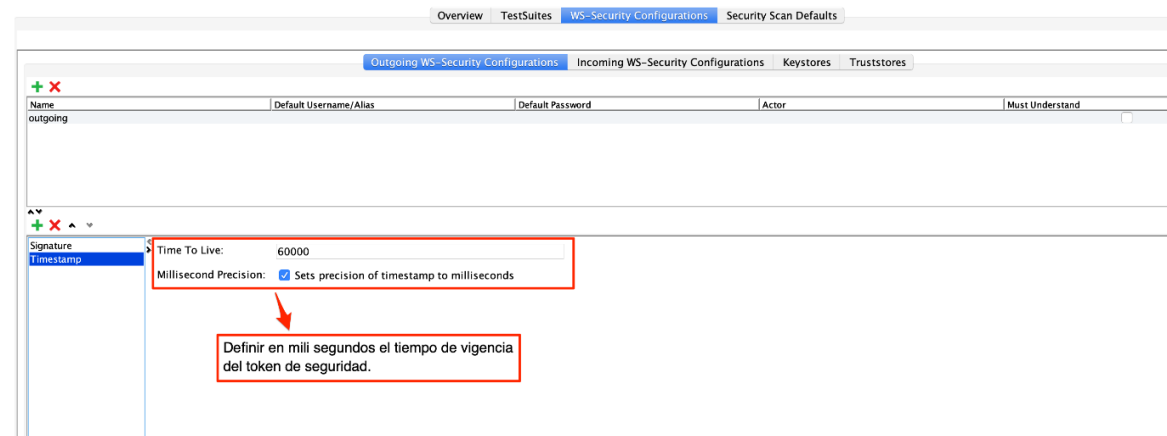 Overview TestSuites WS-Security Configurations Security Scan Defaults
Outgoing WS-Security Configurations Incoming WS-Security Configurations Keystores Truststores
Name Default Username/Alias Default Password Actor Must Understand
outgoing
Signature
Timestamp
Time To Live: 60000
Millisecond Precision: Sets precision of timestamp to milliseconds
Definir en mili segundos el tiempo de vigencia
del token de seguridad.